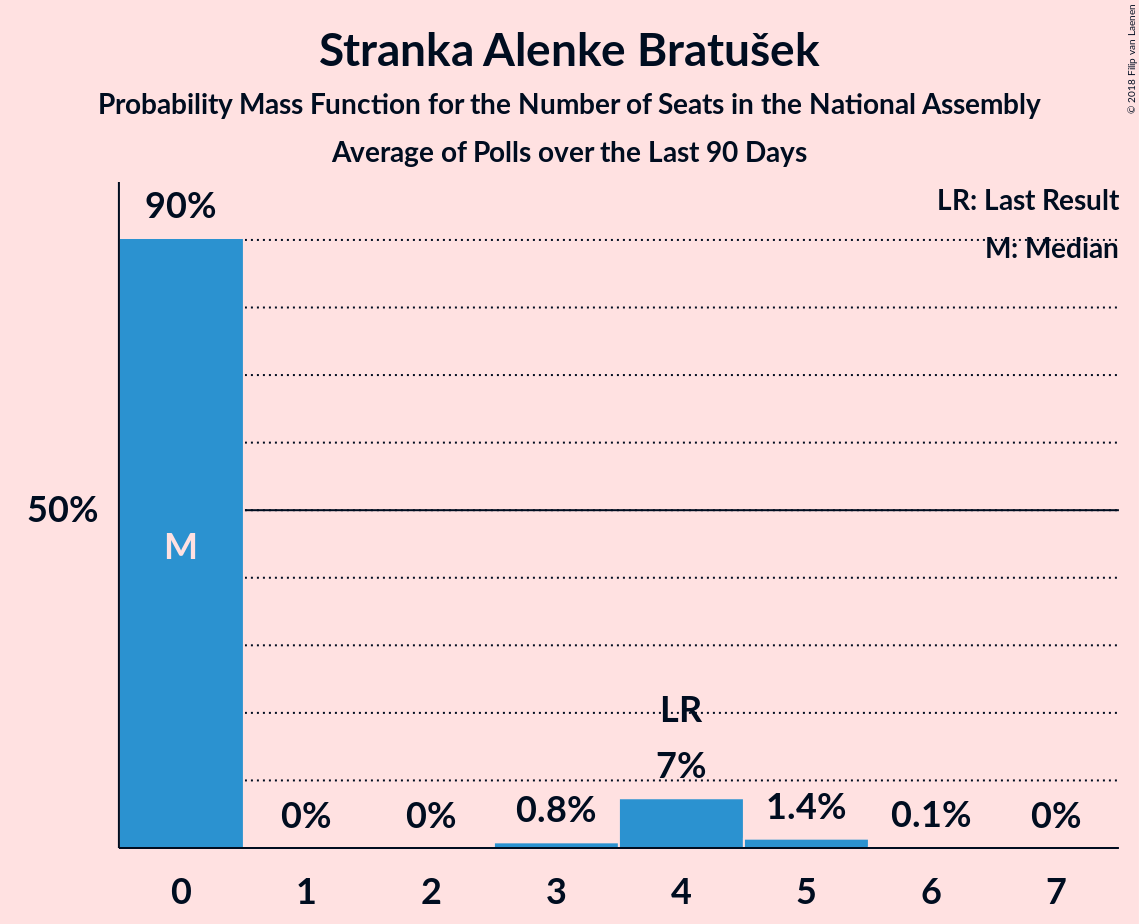 Stranka Alenke Bratušek
Probability Mass Function for the Number of Seats in the National Assembly
Average of Polls over the Last 90 Days
© 2018 Filip van Laenen
LR: Last Result
M: Median
90%
50%
M
LR
7%
0%
0%
0.8%
1.4%
0.1%
0%
0 1 2 3 4 5 6 7